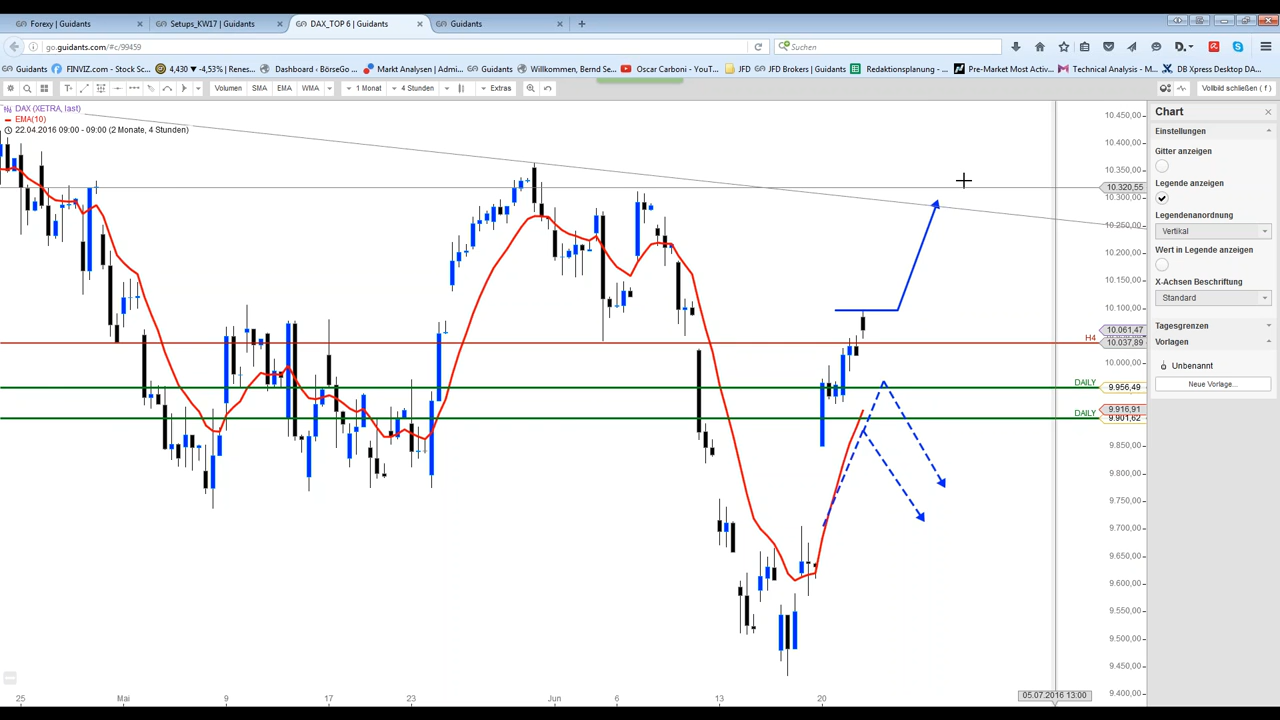 Forexy | Guidants
Setups_KW17 | Guidants
DAX_TOP 6 | Guidants
Guidants
go.guidants.com/#c/99459
Suchen
Guidants
FINVIZ.com - Stock Scr...
4,430 ▾ -4,53% | Renes...
Dashboard ‹ BörseGo ...
Markt Analysen | Admi...
Guidants
Willkommen, Bernd Se...
Oscar Carboni - YouT...
JFD
JFD Brokers | Guidants
Redaktionsplanung - ...
Pre-Market Most Activ...
Technical Analysis - M...
DB Xpress Desktop DA...
Volumen
SMA
EMA
WMA
1 Monat
4 Stunden
Extras
Vollbild schließen ( f )
DAX (XETRA, last)
EMA(10)
22.04.2016 09:00 - 09:00 (2 Monate, 4 Stunden)
10.450,00
10.400,00
10.350,00
10.320,55
10.300,00
10.250,00
10.200,00
10.150,00
10.100,00
10.061,47
H4
10.037,89
10.000,00
DAILY
9.956,49
9.916,91
DAILY
9.901,62
9.850,00
9.800,00
9.750,00
9.700,00
9.650,00
9.600,00
9.550,00
9.500,00
9.450,00
9.400,00
25
Mai
9
17
23
Jun
6
13
20
05.07.2016 13:00
Chart
Einstellungen
Gitter anzeigen
Legende anzeigen
Legendenanordnung
Vertikal
Wert in Legende anzeigen
X-Achsen Beschriftung
Standard
Tagesgrenzen
Vorlagen
Unbenannt
Neue Vorlage...